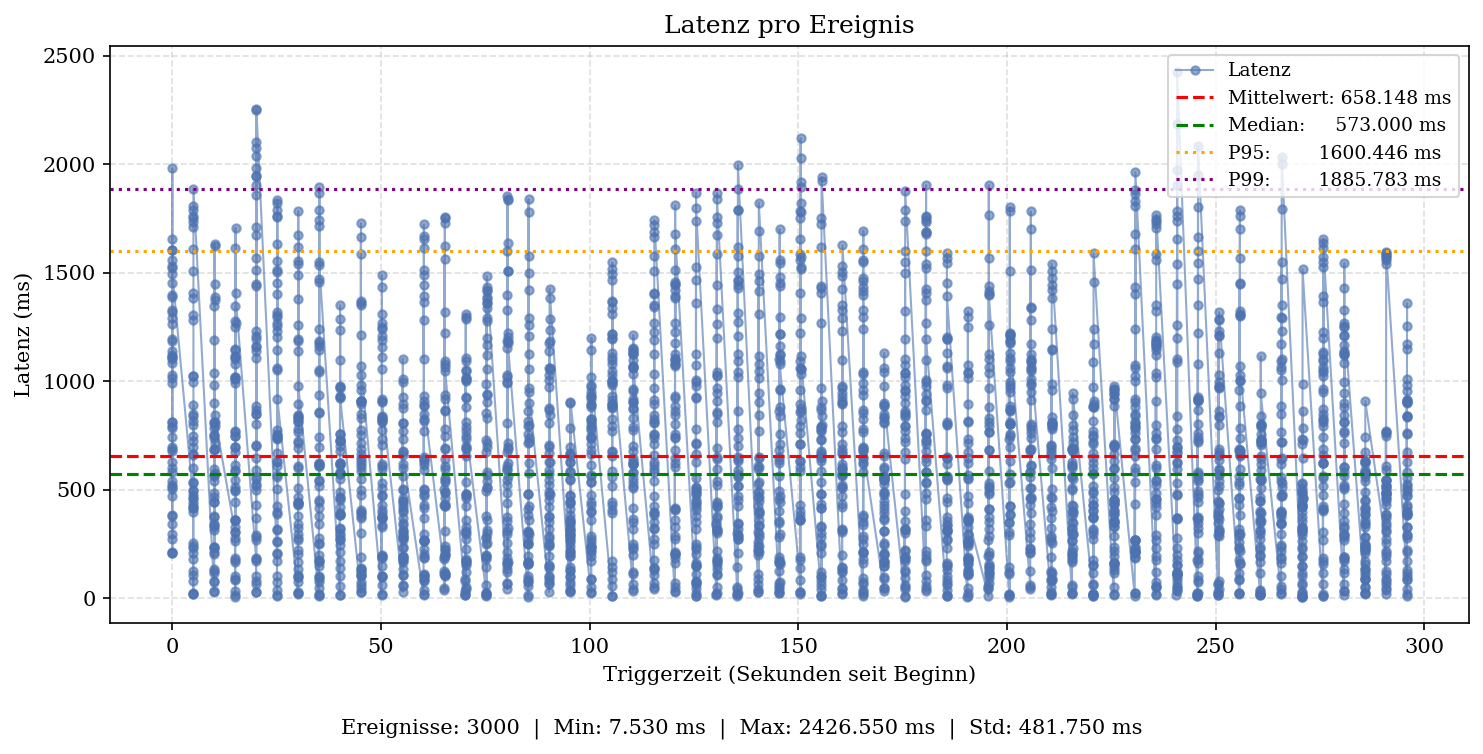 Latenz pro Ereignis
Latenz (ms)
2500
2000
1500
1000
500
0
Latenz
Mittelwert: 658.148 ms
Median: 573.000 ms
P95: 1600.446 ms
P99: 1885.783 ms
0 50 100 150 200 250 300
Triggerzeit (Sekunden seit Beginn)
Ereignisse: 3000 | Min: 7.530 ms | Max: 2426.550 ms | Std: 481.750 ms